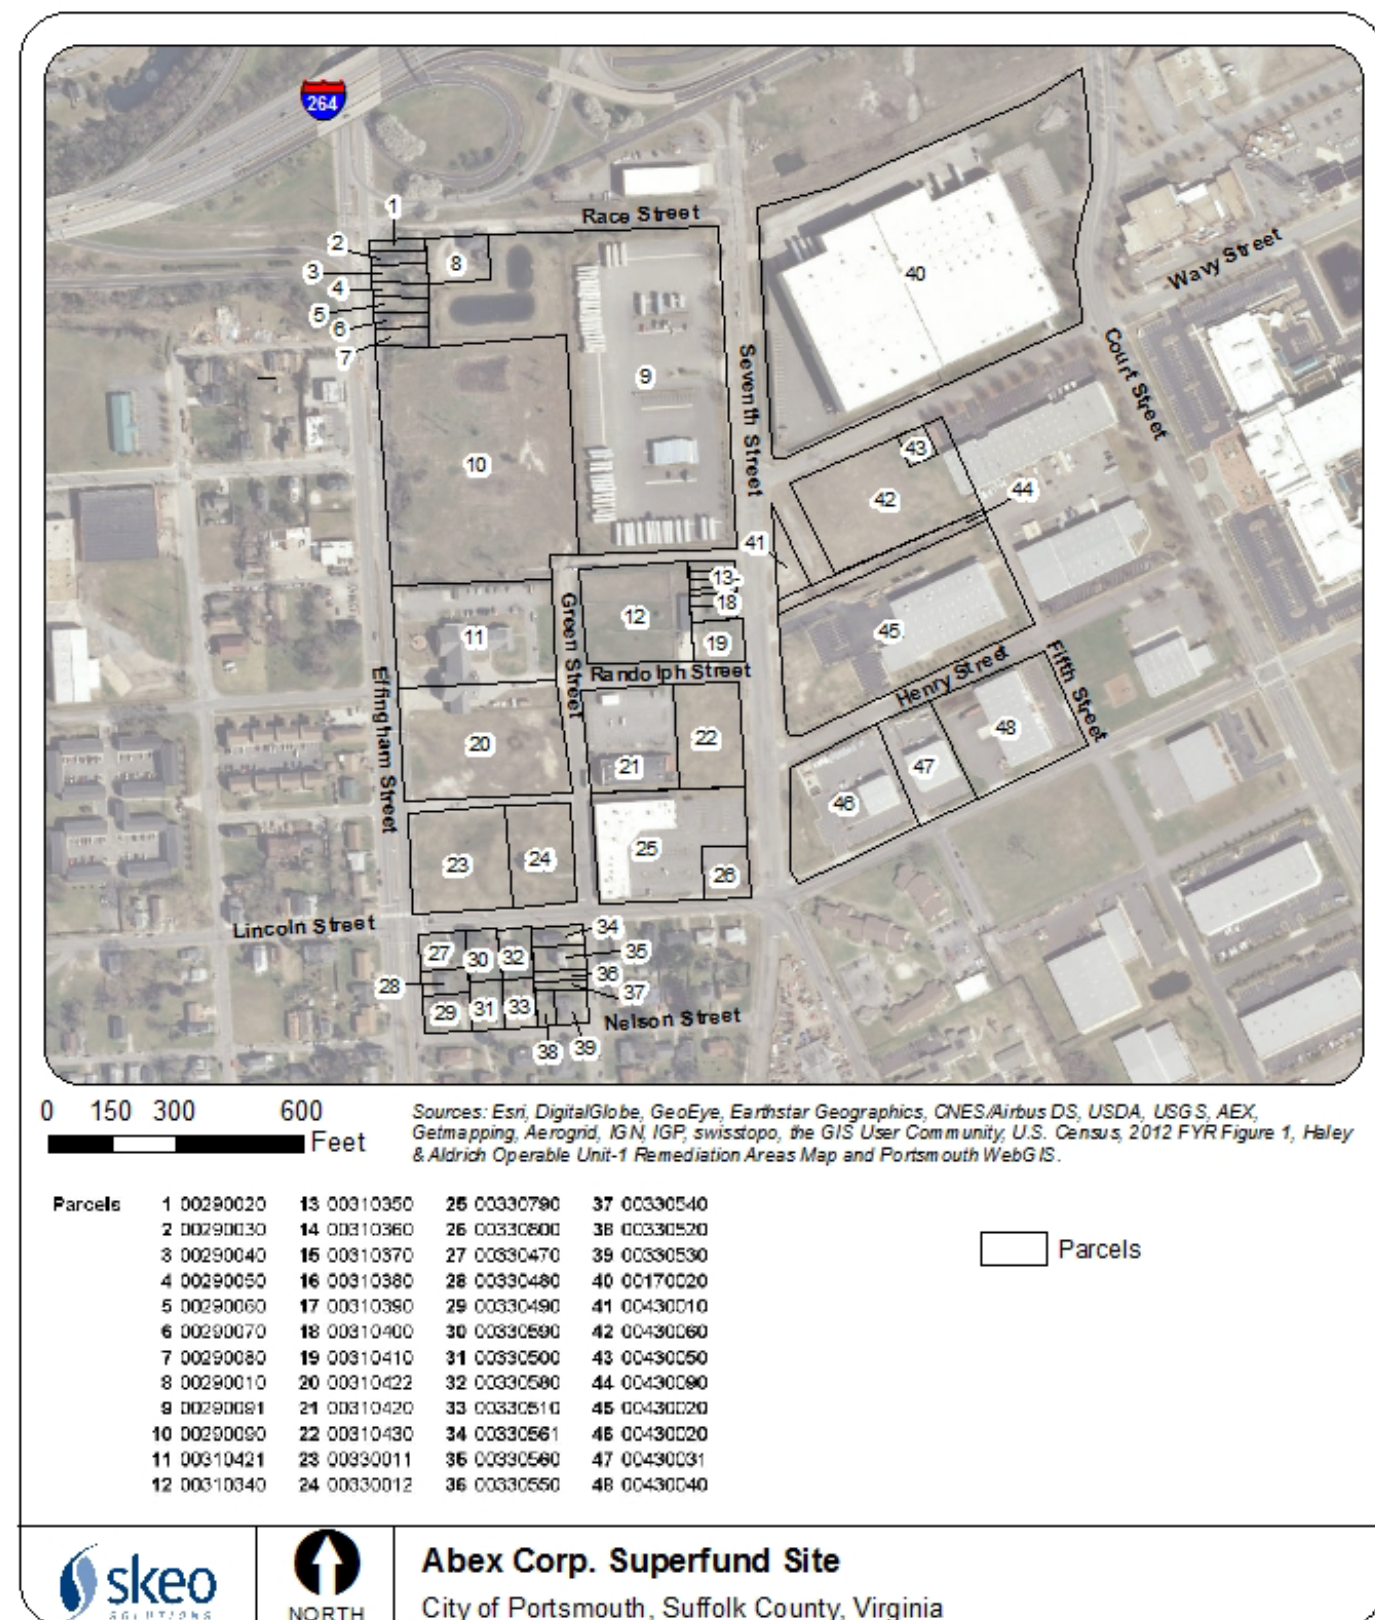 264
1
Race Street
2
8
3
4
5
6
7
40
Wavy Street
Court Street
Seventh Street
9
10
43
42
44
41
13-
18
12
19
11
Green Street
45
Randolph Street
Henry Street
Fifth Street
Effingham Street
20
22
21
48
47
46
25
26
23
24
Lincoln Street
34
27
30
32
35
36
28
37
29
31
33
Nelson Street
38
39
0 150 300 600
Feet
Sources: Esri, DigitalGlobe, GeoEye, Earthstar Geographics, CNES/Airbus DS, USDA, USGS, AEX,
Getmapping, Aerogrid, IGN, IGP, swisstopo, the GIS User Community, U.S. Census, 2012 FYR Figure 1, Haley
& Aldrich Operable Unit-1 Remediation Areas Map and Portsmouth WebGIS.
Parcels 1 00290020 13 00310350 25 00330790 37 00330540
2 00290030 14 00310360 26 00330800 38 00330520
3 00290040 15 00310370 27 00330470 39 00330530
4 00290050 16 00310380 28 00330480 40 00170020
5 00290060 17 00310390 29 00330490 41 00430010
6 00290070 18 00310400 30 00330590 42 00430060
7 00290080 19 00310410 31 00330500 43 00430050
8 00290010 20 00310422 32 00330580 44 00430090
9 00290091 21 00310420 33 00330510 45 00430020
10 00290090 22 00310430 34 00330561 46 00430020
11 00310421 23 00330011 35 00330560 47 00430031
12 00310340 24 00330012 36 00330550 48 00430040
Parcels
skeo
SOLUTIONS
NORTH
Abex Corp. Superfund Site
City of Portsmouth, Suffolk County, Virginia